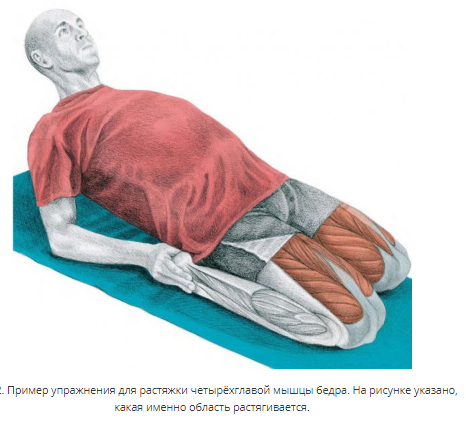 2. Пример упражнения для растяжки четырёхглавой мышцы бедра. На рисунке указано,
какая именно область растягивается.